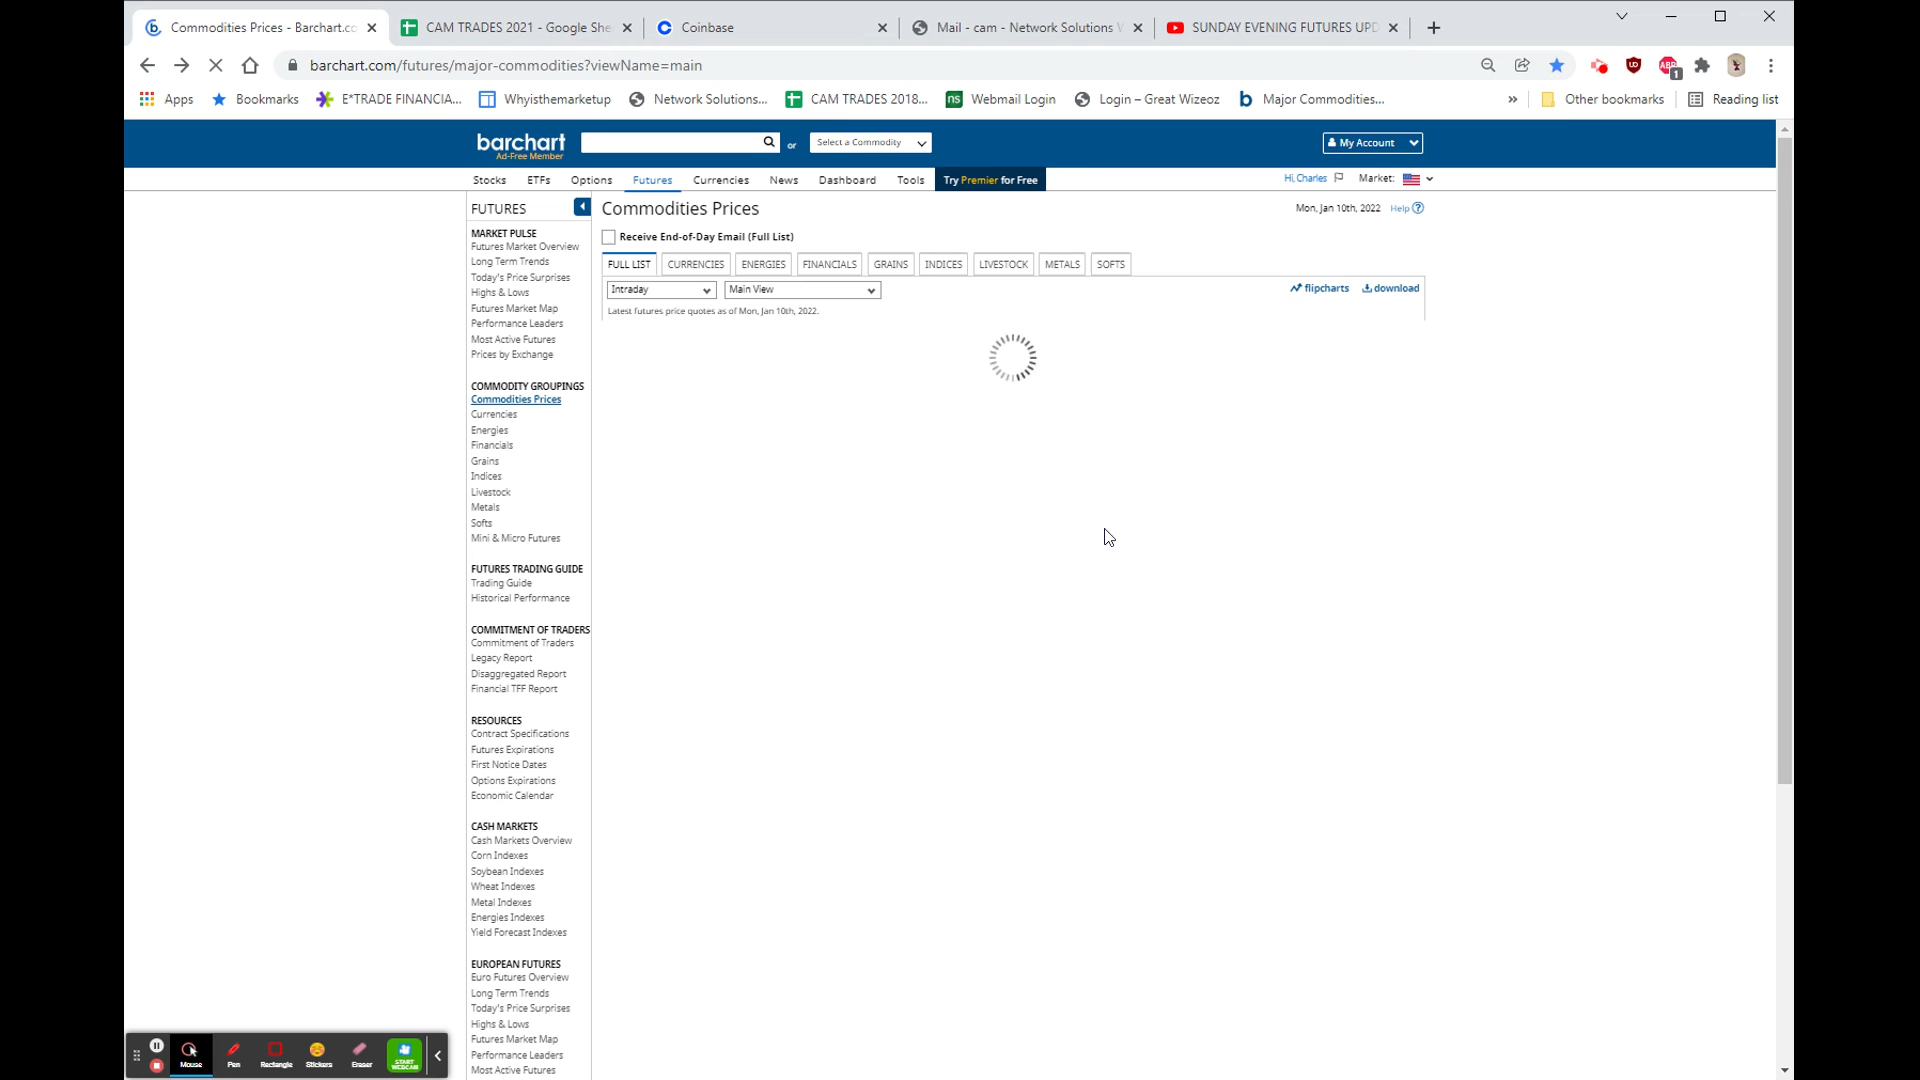 Commodities Prices - Barchart.co
CAM TRADES 2021 - Google She
Coinbase
Mail - cam - Network Solutions V
SUNDAY EVENING FUTURES UPD
barchart.com/futures/major-commodities?viewName=main
Apps
Bookmarks
E*TRADE FINANCIA...
Whyisthemarketup
Network Solutions...
CAM TRADES 2018...
Webmail Login
Login – Great Wizeoz
Major Commodities...
»
Other bookmarks
Reading list
barchart
Ad-Free Member
or
Select a Commodity
My Account
Stocks
ETFs
Options
Futures
Currencies
News
Dashboard
Tools
Try Premier for Free
Hi, Charles
Market:
FUTURES
Commodities Prices
Mon, Jan 10th, 2022
Help
Receive End-of-Day Email (Full List)
FULL LIST
CURRENCIES
ENERGIES
FINANCIALS
GRAINS
INDICES
LIVESTOCK
METALS
SOFTS
Intraday
Main View
flipcharts
download
Latest futures price quotes as of Mon, Jan 10th, 2022.
MARKET PULSE
Futures Market Overview
Long Term Trends
Today's Price Surprises
Highs & Lows
Futures Market Map
Performance Leaders
Most Active Futures
Prices by Exchange
COMMODITY GROUPINGS
Commodities Prices
Currencies
Energies
Financials
Grains
Indices
Livestock
Metals
Softs
Mini & Micro Futures
FUTURES TRADING GUIDE
Trading Guide
Historical Performance
COMMITMENT OF TRADERS
Commitment of Traders
Legacy Report
Disaggregated Report
Financial TFF Report
RESOURCES
Contract Specifications
Futures Expirations
First Notice Dates
Options Expirations
Economic Calendar
CASH MARKETS
Cash Markets Overview
Corn Indexes
Soybean Indexes
Wheat Indexes
Metal Indexes
Energies Indexes
Yield Forecast Indexes
EUROPEAN FUTURES
Euro Futures Overview
Long Term Trends
Today's Price Surprises
Highs & Lows
Futures Market Map
Performance Leaders
Most Active Futures
Mouse
Pen
Rectangle
Stickers
Eraser
START
WEBCAM